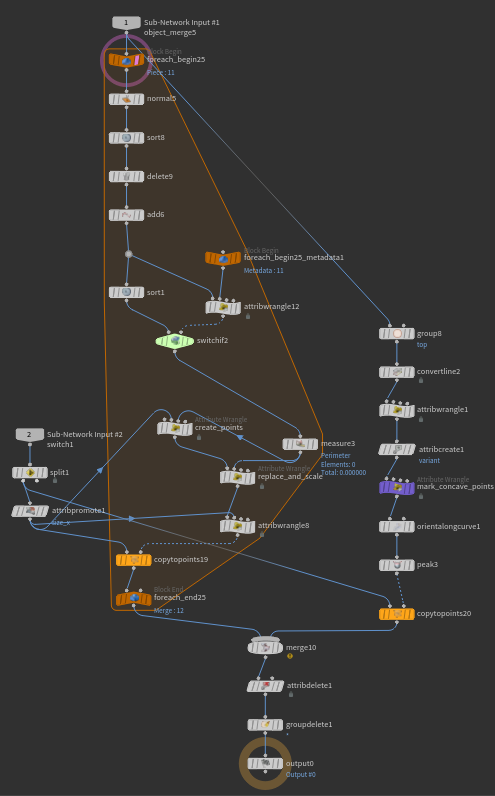 1
Sub-Network Input #1
object_merge5
Block Begin
foreach_begin25
Piece : 11
normal5
sort8
delete9
add6
Block Begin
foreach_begin25_metadata1
Metadata : 11
sort1
attribwrangle12
switchif2
group8
top
convertline2
attribwrangle1
Attribute Wrangle
create_points
2
Sub-Network Input #2
switch1
measure3
Perimeter
Elements: 0
Total: 0.000000
attribcreate1
variant
split1
Attribute Wrangle
replace_and_scale
Attribute Wrangle
mark_concave_points
attribpromote1
size_x
Attribute Wrangle
attribwrangle8
orientalongcurve1
copytopoints19
peak3
Block End
foreach_end25
Merge : 12
copytopoints20
merge10
attribdelete1
groupdelete1
output0
Output #0